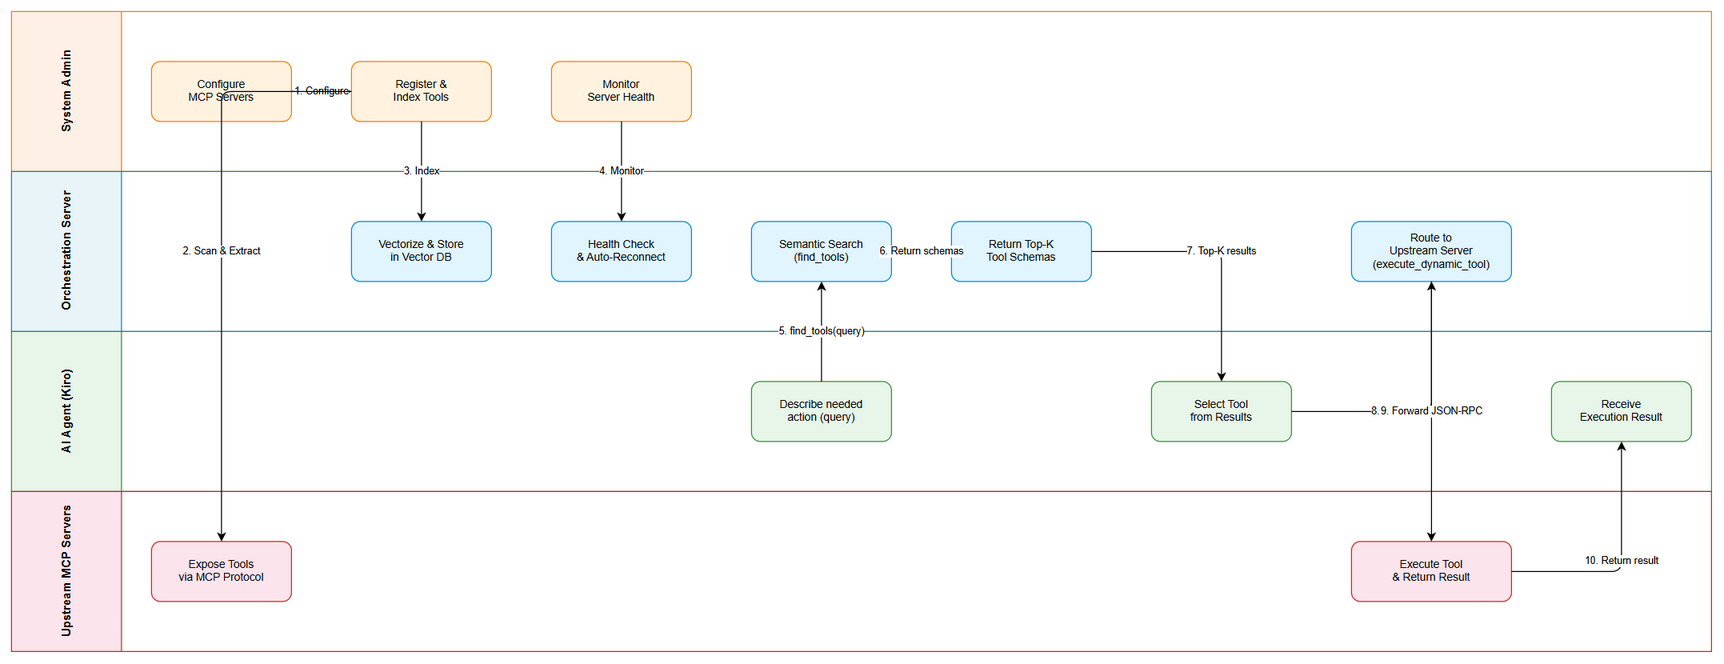 System Admin
Configure
MCP Servers
1. Configure
Register &
Index Tools
Monitor
Server Health
3. Index
4. Monitor
Orchestration Server
2. Scan & Extract
Vectorize & Store
in Vector DB
Health Check
& Auto-Reconnect
Semantic Search
(find_tools)
6. Return schemas
Return Top-K
Tool Schemas
7. Top-K results
Route to
Upstream Server
(execute_dynamic_tool)
5. find_tools(query)
AI Agent (Kiro)
Describe needed
action (query)
Select Tool
from Results
8.
9. Forward JSON-RPC
Receive
Execution Result
Upstream MCP Servers
Expose Tools
via MCP Protocol
Execute Tool
& Return Result
10. Return result